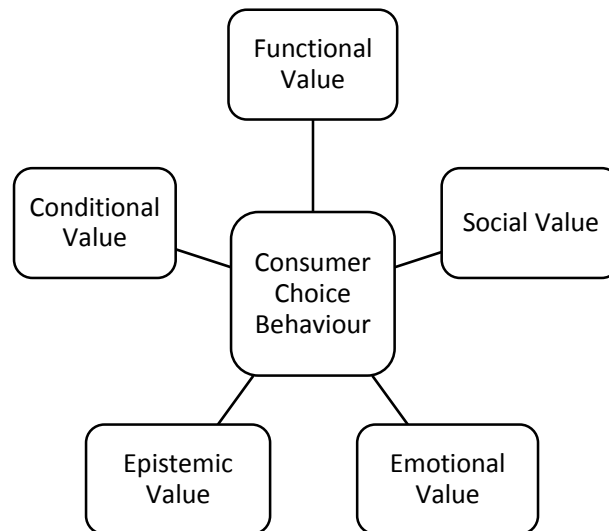 Functional
Value
Conditional
Value
Social Value
Consumer
Choice
Behaviour
Epistemic
Value
Emotional
Value